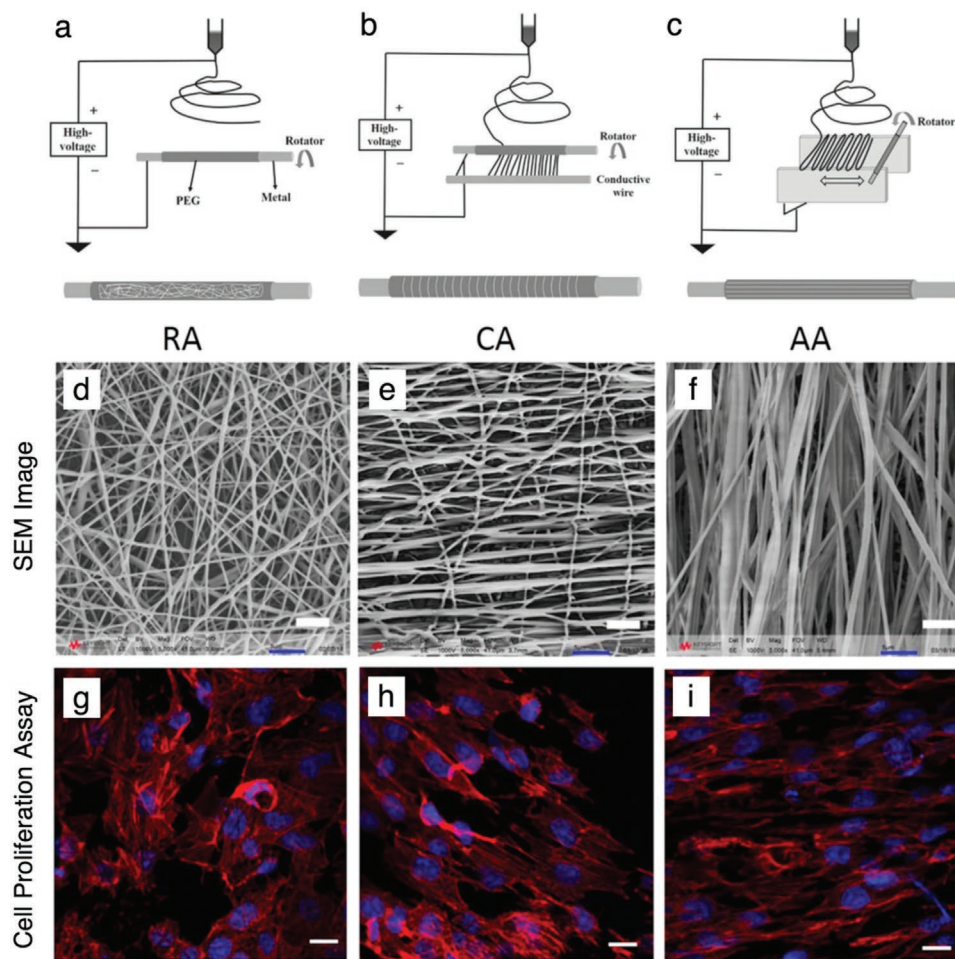 a
b
c
+
High-
voltage
−
Rotator
PEG
Metal
+
High-
voltage
−
Rotator
Conductive
wire
+
High-
voltage
−
Rotator
RA
CA
AA
SEM Image
d
e
f
Cell Proliferation Assay
g
h
i